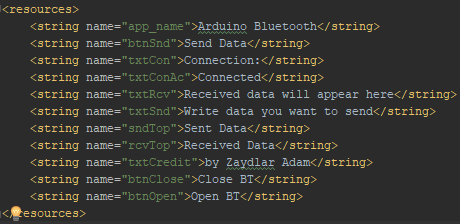 <resources>
<string name="app_name">Arduino Bluetooth</string>
<string name="btnSnd">Send Data</string>
<string name="txtCon">Connection:</string>
<string name="txtConAc">Connected</string>
<string name="txtRcv">Received data will appear here</string>
<string name="txtSnd">Write data you want to send</string>
<string name="sndTop">Sent Data</string>
<string name="rcvTop">Received Data</string>
<string name="txtCredit">by Zaydlar Adam</string>
<string name="btnClose">Close BT</string>
<string name="btnOpen">Open BT</string>
</resources>